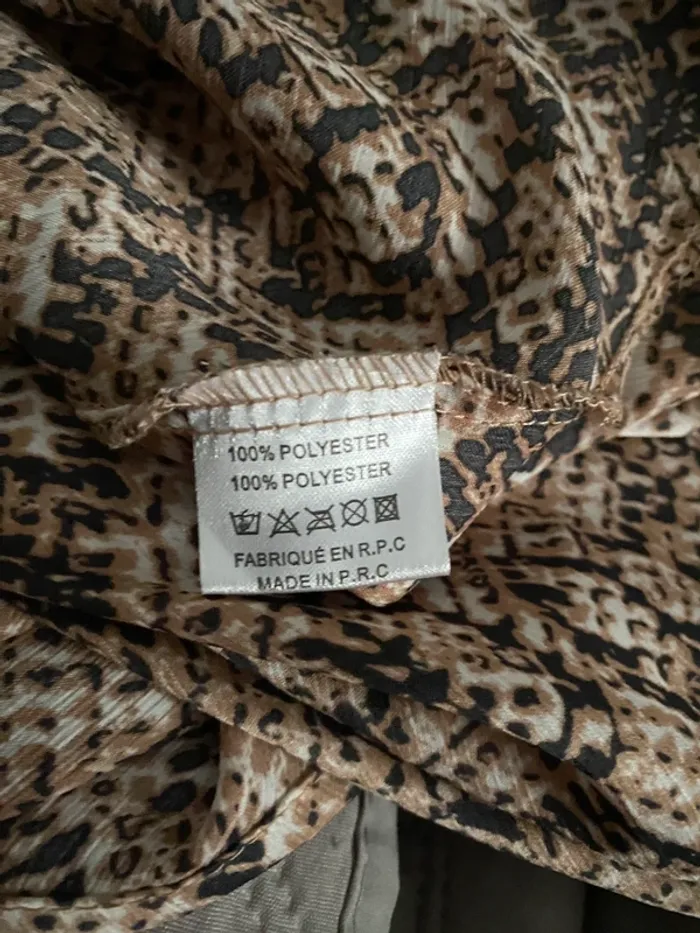 100% POLYESTER
100% POLYESTER
FABRIQUÉ EN R.P.C
MADE IN P.R.C